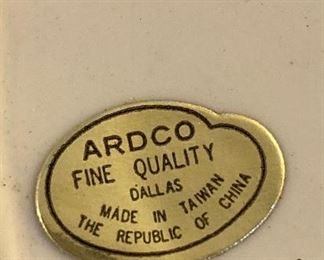 ARDCO
FINE QUALITY
DALLAS
MADE IN TAIWAN
THE REPUBLIC OF CHINA